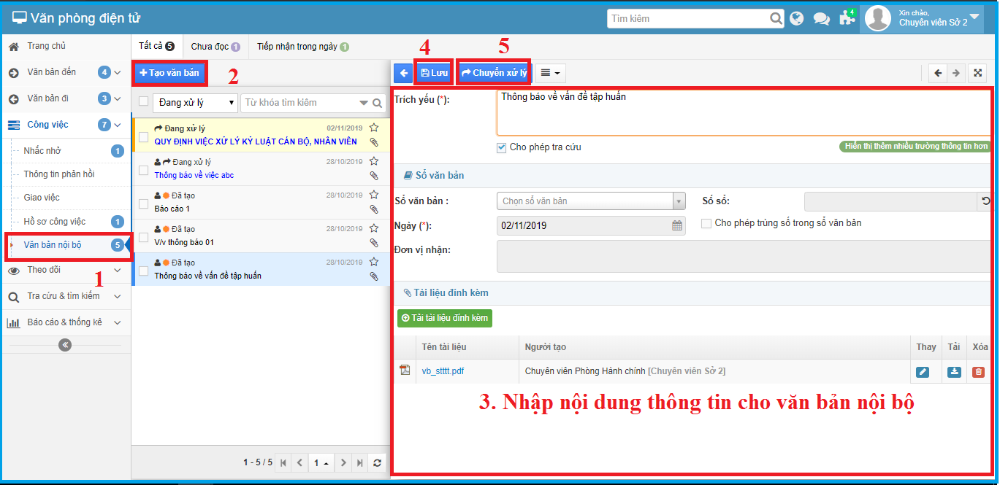 Văn phòng điện tử
Tìm kiếm
4
Xin chào,
Chuyên viên Sở 2
Trang chủ
Văn bản đến 4
Văn bản đi 3
Công việc 7
Nhắc nhở 1
Thông tin phản hồi
Giao việc
Hồ sơ công việc 1
Văn bản nội bộ 5
1
Theo dõi
Tra cứu & tìm kiếm
Báo cáo & thống kê
Tất cả 5
Chưa đọc 1
Tiếp nhận trong ngày 1
Tạo văn bản
2
Đang xử lý
Từ khóa tìm kiếm
Đang xử lý 02/11/2019
QUY ĐỊNH VIỆC XỬ LÝ KỶ LUẬT CÁN BỘ, NHÂN VIÊN
Đang xử lý 28/10/2019
Thông báo về việc abc
Đã tạo 28/10/2019
Báo cáo 1
Đã tạo 28/10/2019
V/v thông báo 01
Đã tạo 28/10/2019
Thông báo về vấn đề tập huấn
1 - 5 / 5
1
4
5
Lưu
Chuyển xử lý
Trích yếu (*):
Thông báo về vấn đề tập huấn
Cho phép tra cứu
Hiển thị thêm nhiều trường thông tin hơn
Sổ văn bản
Sổ văn bản :
Chọn sổ văn bản
Số sổ:
Ngày (*):
02/11/2019
Cho phép trùng số trong sổ văn bản
Đơn vị nhận:
Tài liệu đính kèm
Tải tài liệu đính kèm
Tên tài liệu
Người tạo
Thay
Tải
Xóa
vb_stttt.pdf
Chuyên viên Phòng Hành chính [Chuyên viên Sở 2]
3. Nhập nội dung thông tin cho văn bản nội bộ